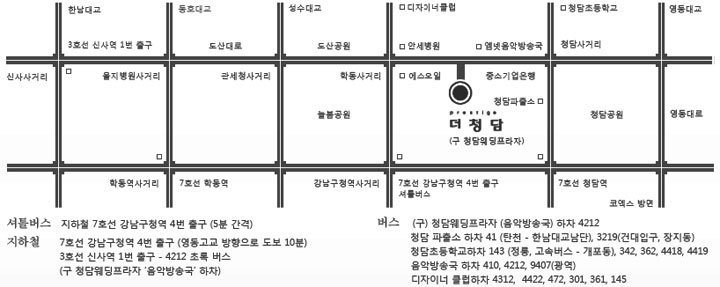 한남대교
동호대교
성수대교
디자이너클럽
청담초등학교
영동대교
3호선 신사역 1번 출구
도산대로
도산공원
안세병원
엠넷음악방송국
청담사거리
신사사거리
을지병원사거리
관세청사거리
학동사거리
에스오일
중소기업은행
청담파출소
늘봄공원
prestige
더청담
(구 청담웨딩프라자)
청담공원
영동대로
학동역사거리
7호선 학동역
강남구청역사거리
7호선 강남구청역 4번 출구
셔틀버스
7호선 청담역
코엑스 방면
셔틀버스 지하철 7호선 강남구청역 4번 출구 (5분 간격)
지하철 7호선 강남구청역 4번 출구 (영동고교 방향으로 도보 10분)
3호선 신사역 1번 출구 - 4212 초록 버스
(구 청담웨딩프라자 '음악방송국' 하차)
버스 (구) 청담웨딩프라자 (음악방송국) 하차 4212
청담 파출소 하차 41 (탄천 - 한남대교남단), 3219(건대입구, 장지동)
청담초등학교하차 143 (정릉, 고속버스 - 개포동), 342, 362, 4418, 4419
음악방송국 하차 410, 4212, 9407(광역)
디자이너 클럽하차 4312, 4422, 472, 301, 361, 145